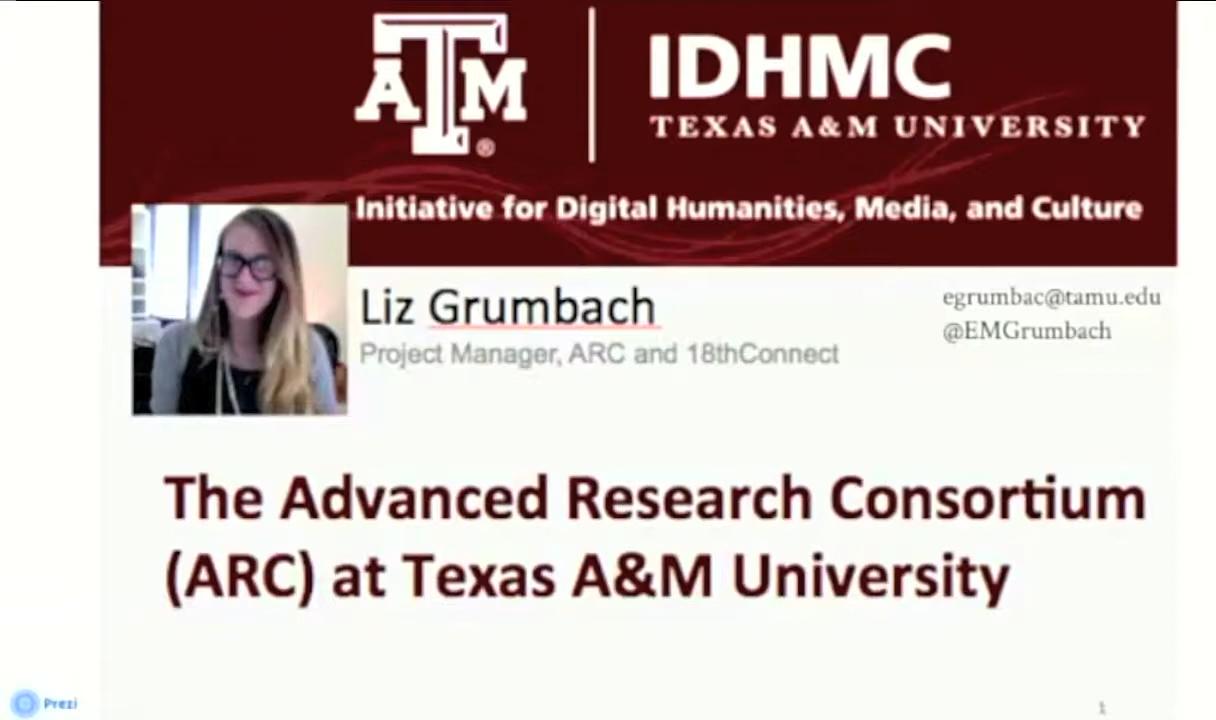 ATM®
IDHMC
TEXAS A&M UNIVERSITY
Initiative for Digital Humanities, Media, and Culture
Liz Grumbach
Project Manager, ARC and 18thConnect
egrumbac@tamu.edu
@EMGrumbach
The Advanced Research Consortium
(ARC) at Texas A&M University
Prezi
1